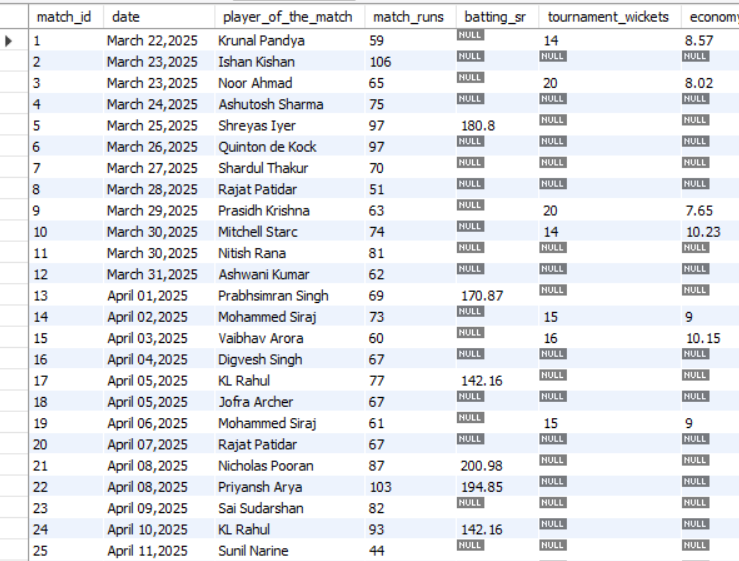 match_id date player_of_the_match match_runs batting_sr tournament_wickets economy
1 March 22,2025 Krunal Pandya 59 NULL 14 8.57
2 March 23,2025 Ishan Kishan 106 NULL NULL NULL
3 March 23,2025 Noor Ahmad 65 NULL 20 8.02
4 March 24,2025 Ashutosh Sharma 75 NULL NULL NULL
5 March 25,2025 Shreyas Iyer 97 180.8 NULL NULL
6 March 26,2025 Quinton de Kock 97 NULL NULL NULL
7 March 27,2025 Shardul Thakur 70 NULL NULL NULL
8 March 28,2025 Rajat Patidar 51 NULL NULL NULL
9 March 29,2025 Prasidh Krishna 63 NULL 20 7.65
10 March 30,2025 Mitchell Starc 74 NULL 14 10.23
11 March 30,2025 Nitish Rana 81 NULL NULL NULL
12 March 31,2025 Ashwani Kumar 62 NULL NULL NULL
13 April 01,2025 Prabhsimran Singh 69 170.87 NULL NULL
14 April 02,2025 Mohammed Siraj 73 NULL 15 9
15 April 03,2025 Vaibhav Arora 60 NULL 16 10.15
16 April 04,2025 Digvesh Singh 67 NULL NULL NULL
17 April 05,2025 KL Rahul 77 142.16 NULL NULL
18 April 05,2025 Jofra Archer 67 NULL NULL NULL
19 April 06,2025 Mohammed Siraj 61 NULL 15 9
20 April 07,2025 Rajat Patidar 67 NULL NULL NULL
21 April 08,2025 Nicholas Pooran 87 200.98 NULL NULL
22 April 08,2025 Priyansh Arya 103 194.85 NULL NULL
23 April 09,2025 Sai Sudarshan 82 NULL NULL NULL
24 April 10,2025 KL Rahul 93 142.16 NULL NULL
25 April 11,2025 Sunil Narine 44 NULL NULL NULL